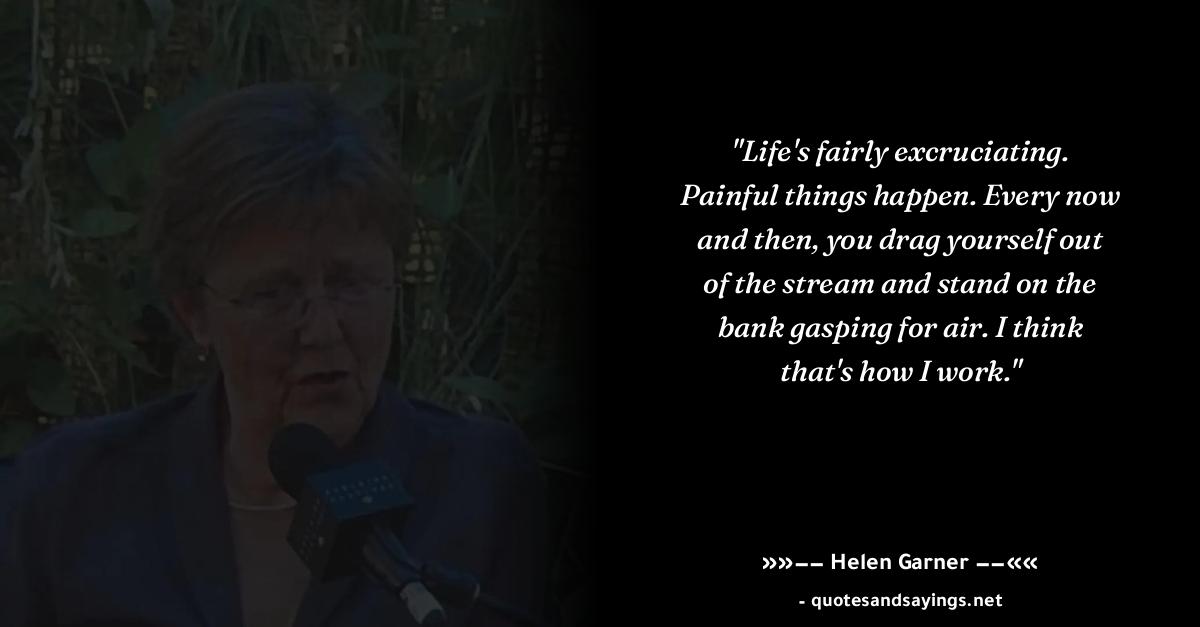 "Life's fairly excruciating.
Painful things happen. Every now
and then, you drag yourself out
of the stream and stand on the
bank gasping for air. I think
that's how I work."
»»−− Helen Garner −−««
- quotesandsayings.net